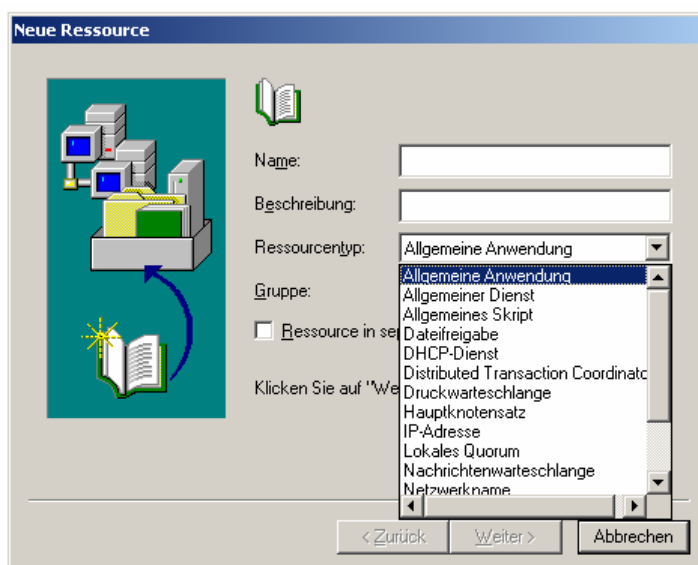 Neue Ressource
Name:
Beschreibung:
Ressourcentyp: Allgemeine Anwendung
Allgemeine Anwendung
Gruppe:
Allgemeiner Dienst
Allgemeines Skript
Ressource in se
Dateifreigabe
DHCP-Dienst
Distributed Transaction Coordinato
Klicken Sie auf "We
Druckwarteschlange
Hauptknotensatz
IP-Adresse
Lokales Quorum
Nachrichtenwarteschlange
Netzwerkname
< Zurück Weiter > Abbrechen